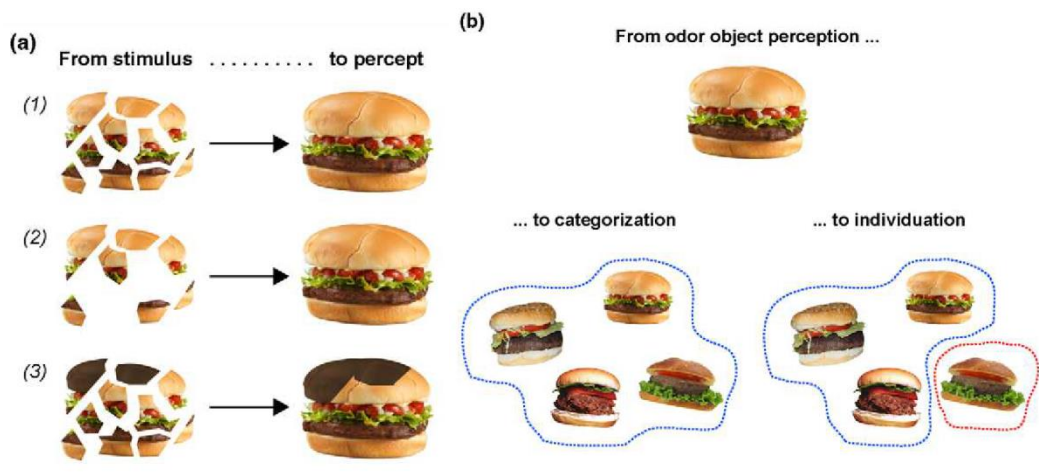 (a)
From stimulus .......... to percept
(1)
(2)
(3)
(b)
From odor object perception ...
... to categorization
... to individuation